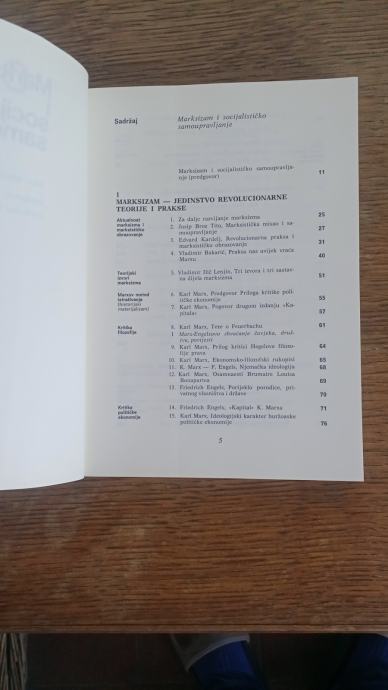 Sadržaj
Marksizam i socijalističko
samoupravljanje
Marksizam i socijalističko samoupravlja-
nje (predgovor) 11
I
MARKSIZAM — JEDINSTVO REVOLUCIONARNE
TEORIJE I PRAKSE
Aktualnost
marksizma i
marksističko
obrazovanje
1. Za dalje razvijanje marksizma 25
2. Josip Broz Tito, Marksistička misao i sa-
moupravljanje 27
3. Edvard Kardelj, Revolucionarna praksa i
marksističko obrazovanje 31
4. Vladimir Bakarić, Praksa nas uvijek vraća
Marxu 40
Teorijski
izvori
marksizma
5. Vladimir Iljič Lenjin, Tri izvora i tri sastav-
na dijela marksizma 51
Marxov metod
istraživanja
(historijski
materijalizam)
6. Karl Marx, Predgovor Prilogu kritike poli-
tičke ekonomije 55
7. Karl Marx, Pogovor drugom izdanju «Ka-
pitala» 57
Kritika
filozofije
8. Karl Marx, Teze o Feuerbachu 61
Marx-Engelsovo shvaćanje čovjeka, druš-
tva, povijesti
9. Karl Marx, Prilog kritici Hegelove filozo-
fije prava 64
10. Karl Marx, Ekonomsko-filozofski rukopisi 65
11. K. Marx — F. Engels, Njemačka ideologija 68
12. Karl Marx, Osamnaesti Brumaire Louisa
Bonapartea 69
13. Friedrich Engels, Porijeklo porodice, pri-
vatnog vlasništva i države 70
Kritika
političke
ekonomije
14. Friedrich Engels, «Kapital» K. Marxa 71
15. Karl Marx, Ideologijski karakter buržoaske
političke ekonomije 76
5